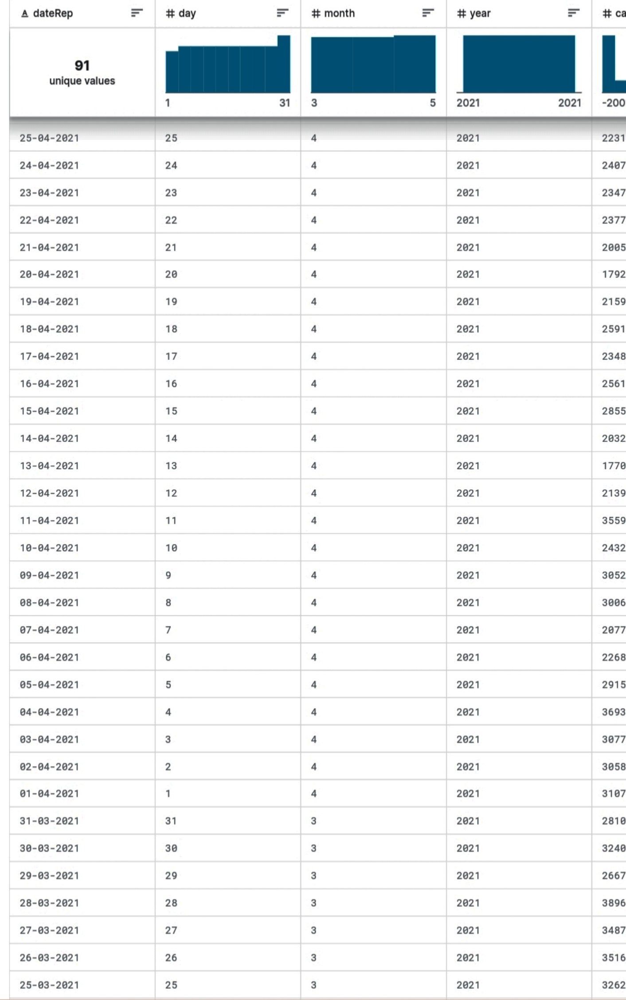 dateRep day month year ca
91
unique values
1 31 3 5 2021 2021 -200
25-04-2021 25 4 2021 2231
24-04-2021 24 4 2021 2407
23-04-2021 23 4 2021 2347
22-04-2021 22 4 2021 2377
21-04-2021 21 4 2021 2005
20-04-2021 20 4 2021 1792
19-04-2021 19 4 2021 2159
18-04-2021 18 4 2021 2591
17-04-2021 17 4 2021 2348
16-04-2021 16 4 2021 2561
15-04-2021 15 4 2021 2855
14-04-2021 14 4 2021 2032
13-04-2021 13 4 2021 1770
12-04-2021 12 4 2021 2139
11-04-2021 11 4 2021 3559
10-04-2021 10 4 2021 2432
09-04-2021 9 4 2021 3052
08-04-2021 8 4 2021 3006
07-04-2021 7 4 2021 2077
06-04-2021 6 4 2021 2268
05-04-2021 5 4 2021 2915
04-04-2021 4 4 2021 3693
03-04-2021 3 4 2021 3077
02-04-2021 2 4 2021 3058
01-04-2021 1 4 2021 3107
31-03-2021 31 3 2021 2810
30-03-2021 30 3 2021 3240
29-03-2021 29 3 2021 2667
28-03-2021 28 3 2021 3896
27-03-2021 27 3 2021 3487
26-03-2021 26 3 2021 3516
25-03-2021 25 3 2021 3262